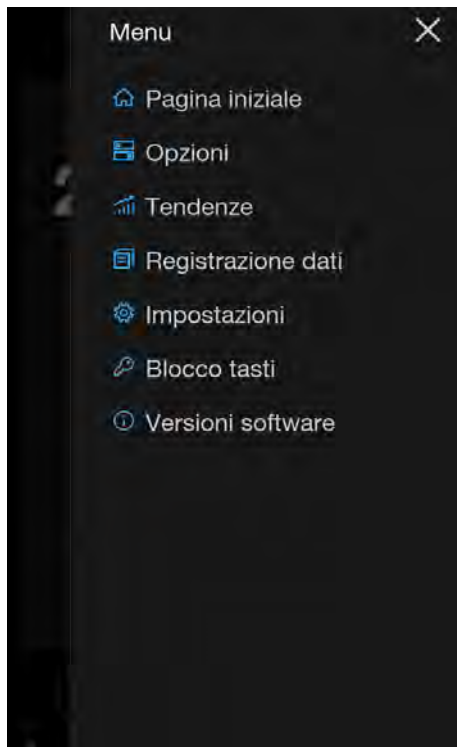 Menu
Pagina iniziale
Opzioni
Tendenze
Registrazione dati
Impostazioni
Blocco tasti
Versioni software